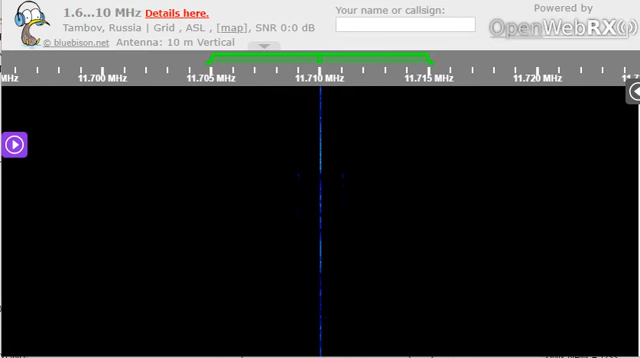 1.6...10 MHz Details here.
Your name or callsign:
Powered by
OpenWebRX
Tambov, Russia | Grid , ASL , [map], SNR 0:0 dB
© bluebison.net Antenna: 10 m Vertical
MHz 11.700 MHz 11.705 MHz 11.710 MHz 11.715 MHz 11.720 MHz 11.7